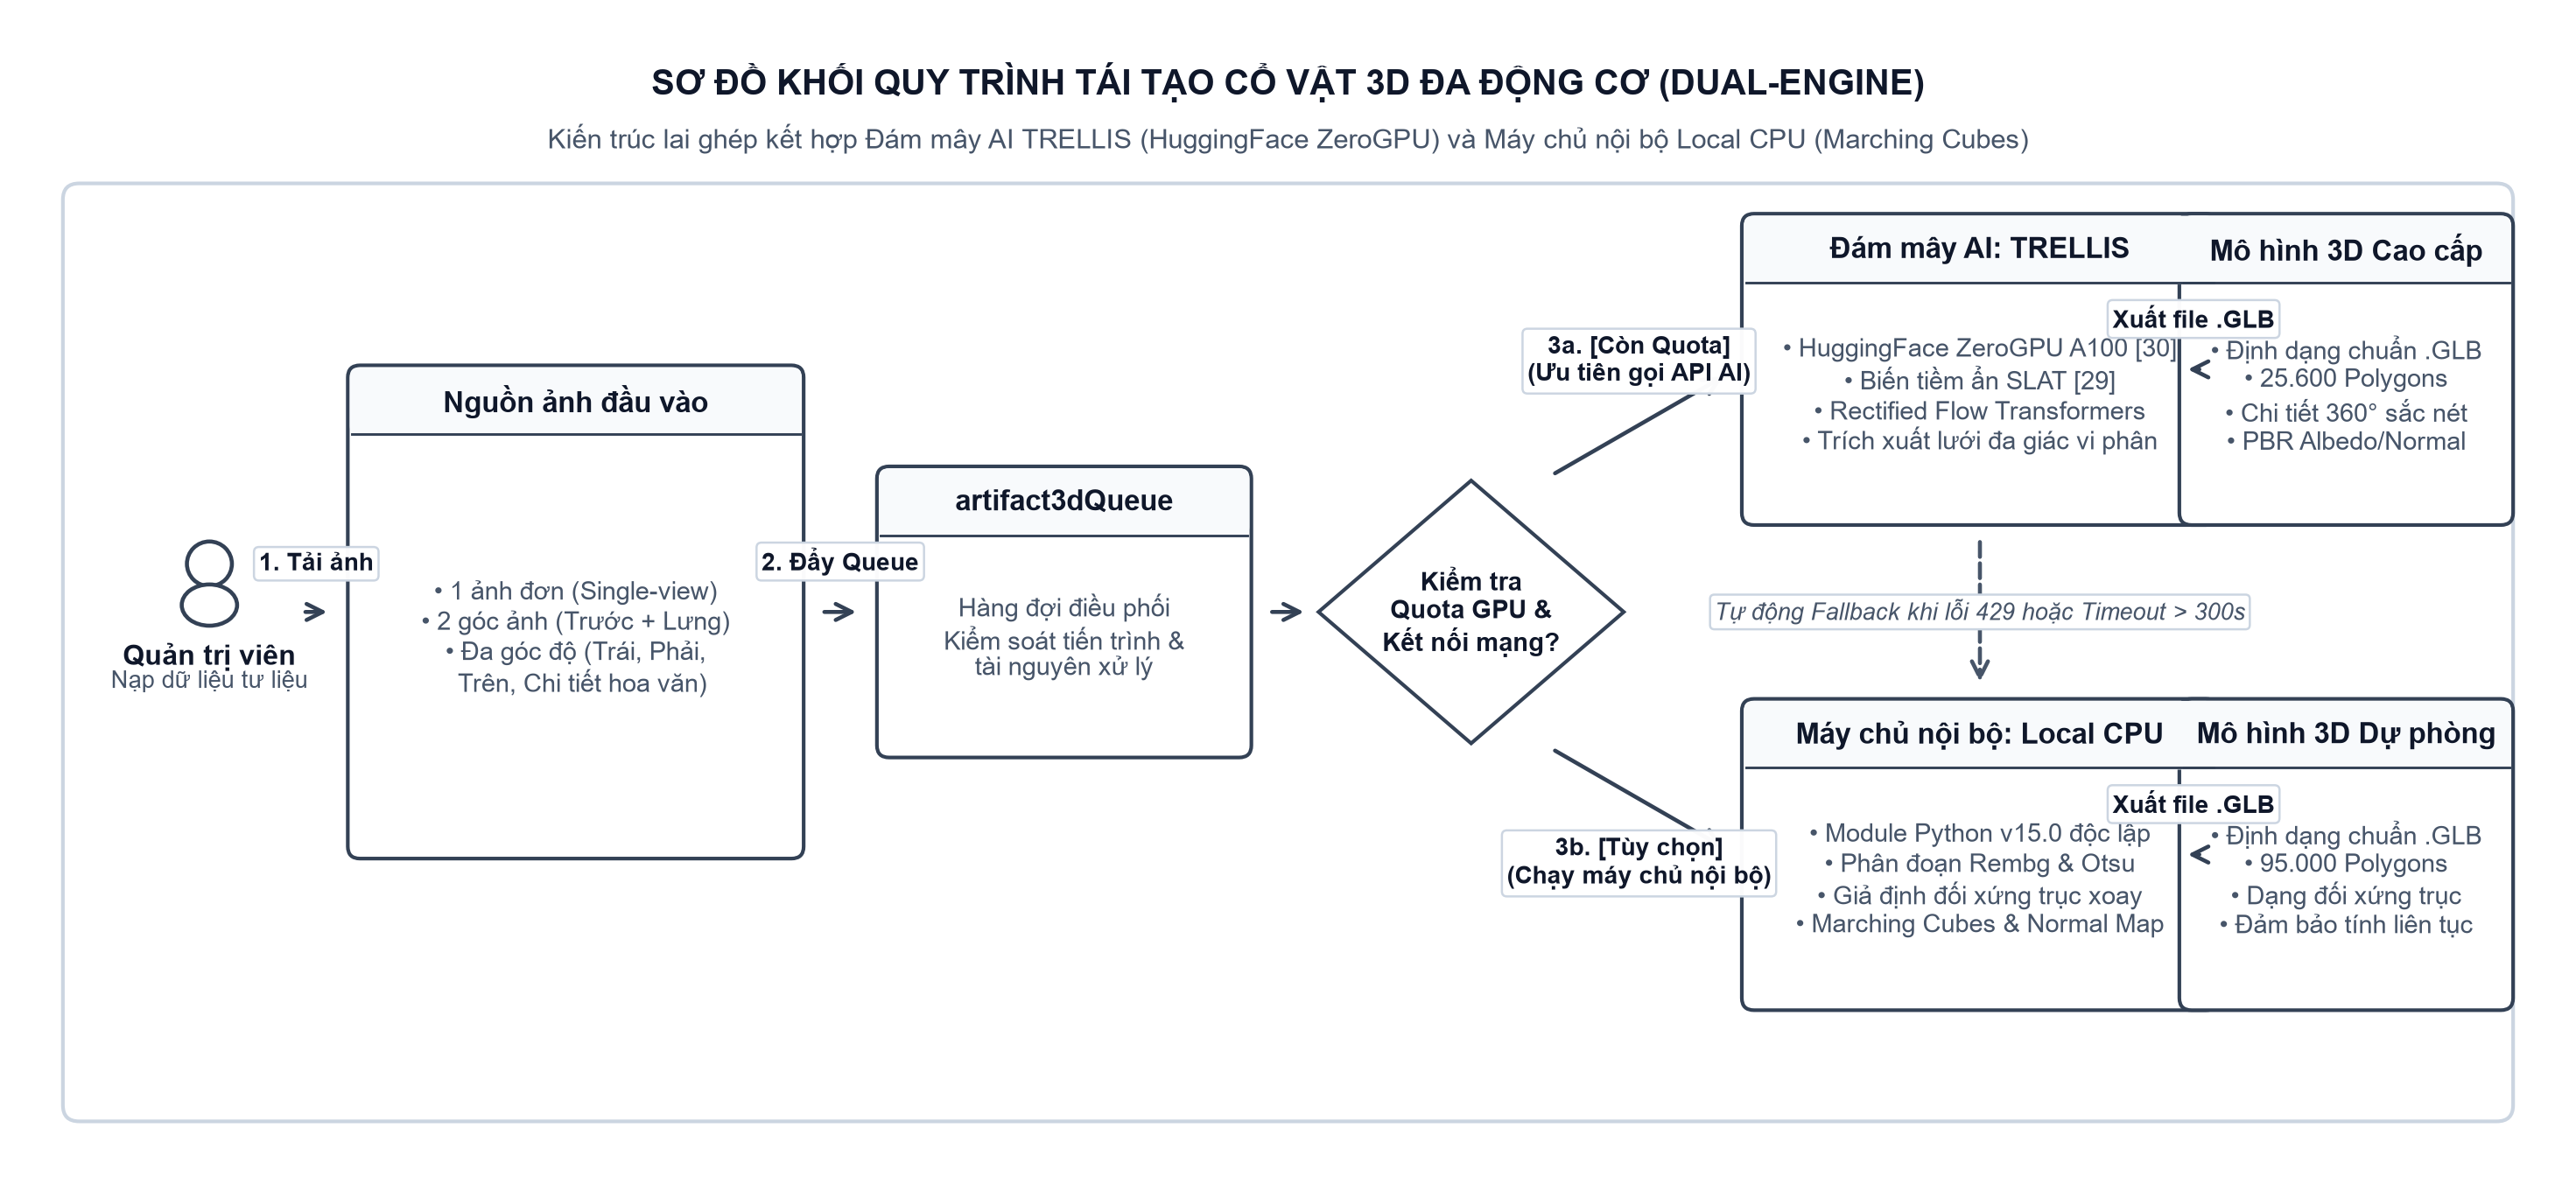 SƠ ĐỒ KHỐI QUY TRÌNH TÁI TẠO CỔ VẬT 3D ĐA ĐỘNG CƠ (DUAL-ENGINE)
Kiến trúc lai ghép kết hợp Đám mây AI TRELLIS (HuggingFace ZeroGPU) và Máy chủ nội bộ Local CPU (Marching Cubes)
Quản trị viên
Nạp dữ liệu tư liệu
1. Tải ảnh
Nguồn ảnh đầu vào
• 1 ảnh đơn (Single-view)
• 2 góc ảnh (Trước + Lưng)
• Đa góc độ (Trái, Phải,
Trên, Chi tiết hoa văn)
2. Đẩy Queue
artifact3dQueue
Hàng đợi điều phối
Kiểm soát tiến trình &
tài nguyên xử lý
Kiểm tra
Quota GPU &
Kết nối mạng?
3a. [Còn Quota]
(Ưu tiên gọi API AI)
Đám mây AI: TRELLIS
• HuggingFace ZeroGPU A100 [30]
• Biến tiềm ẩn SLAT [29]
• Rectified Flow Transformers
• Trích xuất lưới đa giác vi phân
Xuất file .GLB
Mô hình 3D Cao cấp
• Định dạng chuẩn .GLB
• 25.600 Polygons
• Chi tiết 360° sắc nét
• PBR Albedo/Normal
Tự động Fallback khi lỗi 429 hoặc Timeout > 300s
3b. [Tùy chọn]
(Chạy máy chủ nội bộ)
Máy chủ nội bộ: Local CPU
• Module Python v15.0 độc lập
• Phân đoạn Rembg & Otsu
• Giả định đối xứng trục xoay
• Marching Cubes & Normal Map
Xuất file .GLB
Mô hình 3D Dự phòng
• Định dạng chuẩn .GLB
• 95.000 Polygons
• Dạng đối xứng trục
• Đảm bảo tính liên tục